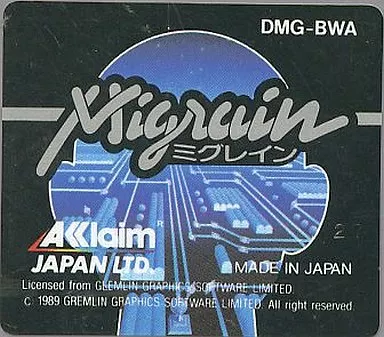 DMG-BWA
Migrain
ミグレイン
AKklaim
JAPAN LTD.
MADE IN JAPAN
27
Licensed from GLEMLIN GRAPHICS SOFTWARE LIMITED
C 1989 GREMLIN GRAPHICS SOFTWARE LIMITED. All right reserved